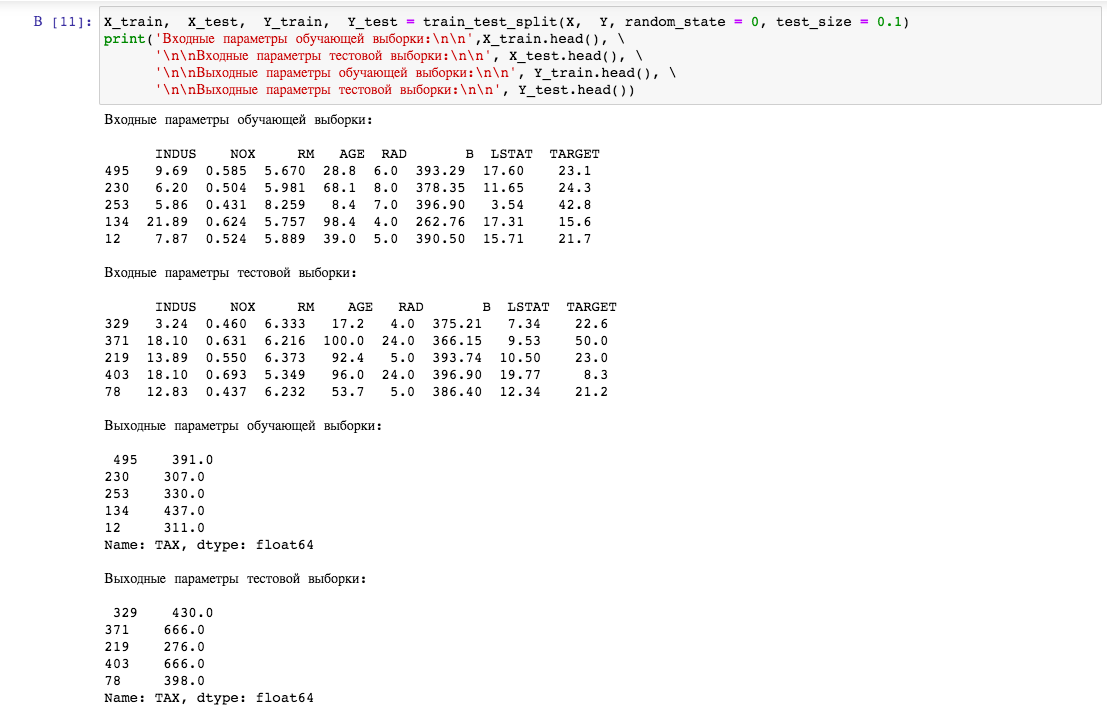 В [11]: X_train, X_test, Y_train, Y_test = train_test_split(X, Y, random_state = 0, test_size = 0.1)
print('Входные параметры обучающей выборки:\n\n',X_train.head(), \
'\n\nВходные параметры тестовой выборки:\n\n', X_test.head(), \
'\n\nВыходные параметры обучающей выборки:\n\n', Y_train.head(), \
'\n\nВыходные параметры тестовой выборки:\n\n', Y_test.head())
Входные параметры обучающей выборки:
INDUS NOX RM AGE RAD B LSTAT TARGET
495 9.69 0.585 5.670 28.8 6.0 393.29 17.60 23.1
230 6.20 0.504 5.981 68.1 8.0 378.35 11.65 24.3
253 5.86 0.431 8.259 8.4 7.0 396.90 3.54 42.8
134 21.89 0.624 5.757 98.4 4.0 262.76 17.31 15.6
12 7.87 0.524 5.889 39.0 5.0 390.50 15.71 21.7
Входные параметры тестовой выборки:
INDUS NOX RM AGE RAD B LSTAT TARGET
329 3.24 0.460 6.333 17.2 4.0 375.21 7.34 22.6
371 18.10 0.631 6.216 100.0 24.0 366.15 9.53 50.0
219 13.89 0.550 6.373 92.4 5.0 393.74 10.50 23.0
403 18.10 0.693 5.349 96.0 24.0 396.90 19.77 8.3
78 12.83 0.437 6.232 53.7 5.0 386.40 12.34 21.2
Выходные параметры обучающей выборки:
495 391.0
230 307.0
253 330.0
134 437.0
12 311.0
Name: TAX, dtype: float64
Выходные параметры тестовой выборки:
329 430.0
371 666.0
219 276.0
403 666.0
78 398.0
Name: TAX, dtype: float64